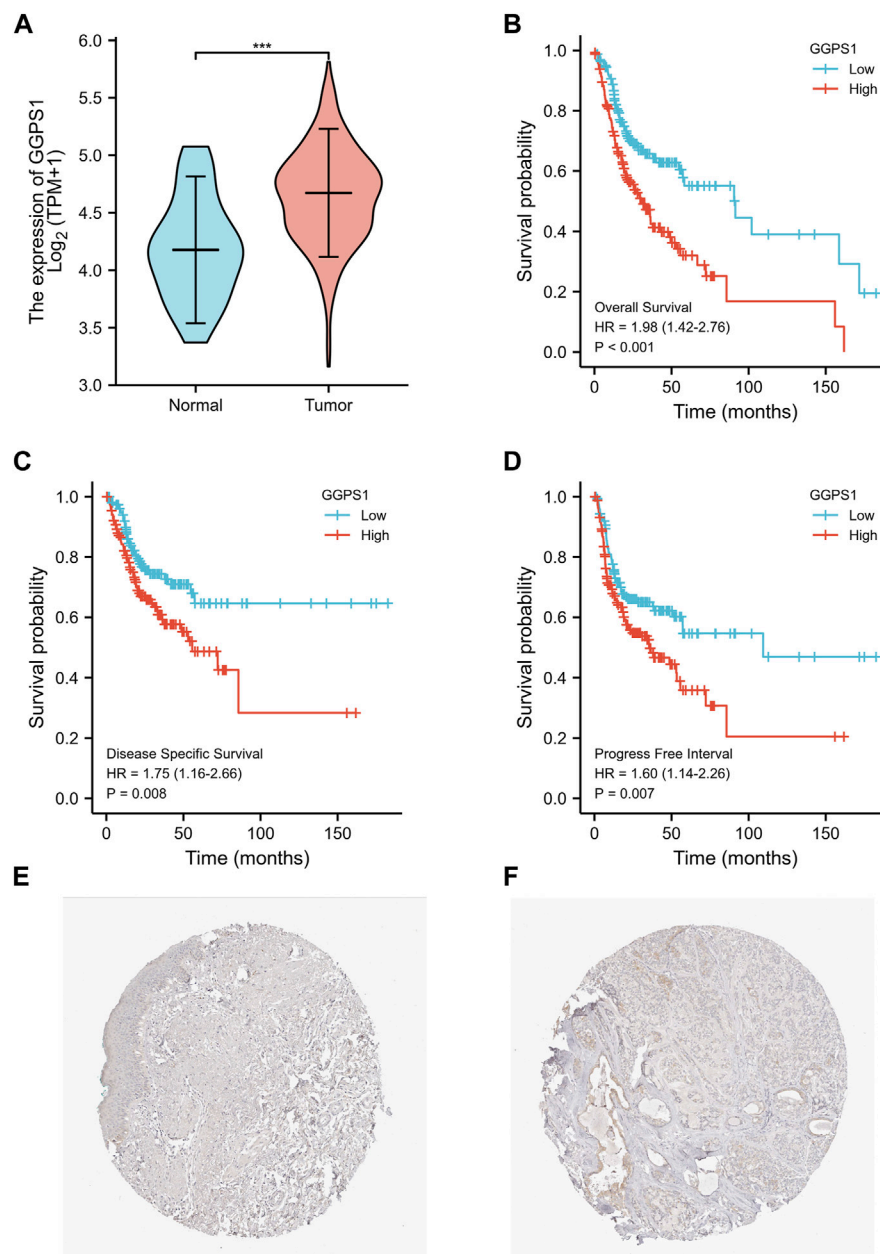 A
The expression of GGPS1
Log2 (TPM+1)
6.0
5.5
5.0
4.5
4.0
3.5
3.0
***
Normal Tumor
B
Survival probability
1.0
0.8
0.6
0.4
0.2
0.0
GGPS1
Low
High
Overall Survival
HR = 1.98 (1.42-2.76)
P < 0.001
0 50 100 150
Time (months)
C
Survival probability
1.0
0.8
0.6
0.4
0.2
0.0
GGPS1
Low
High
Disease Specific Survival
HR = 1.75 (1.16-2.66)
P = 0.008
0 50 100 150
Time (months)
D
Survival probability
1.0
0.8
0.6
0.4
0.2
0.0
GGPS1
Low
High
Progress Free Interval
HR = 1.60 (1.14-2.26)
P = 0.007
0 50 100 150
Time (months)
E
F